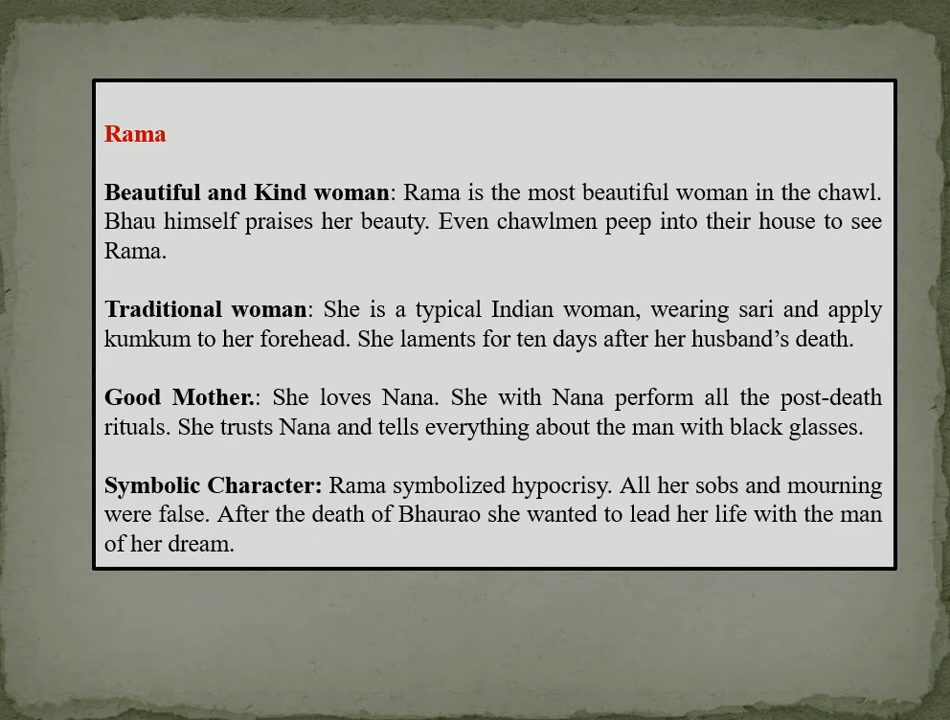 Rama
Beautiful and Kind woman: Rama is the most beautiful woman in the chawl.
Bhau himself praises her beauty. Even chawlmen peep into their house to see
Rama.
Traditional woman: She is a typical Indian woman, wearing sari and apply
kumkum to her forehead. She laments for ten days after her husband’s death.
Good Mother.: She loves Nana. She with Nana perform all the post-death
rituals. She trusts Nana and tells everything about the man with black glasses.
Symbolic Character: Rama symbolized hypocrisy. All her sobs and mourning
were false. After the death of Bhaurao she wanted to lead her life with the man
of her dream.